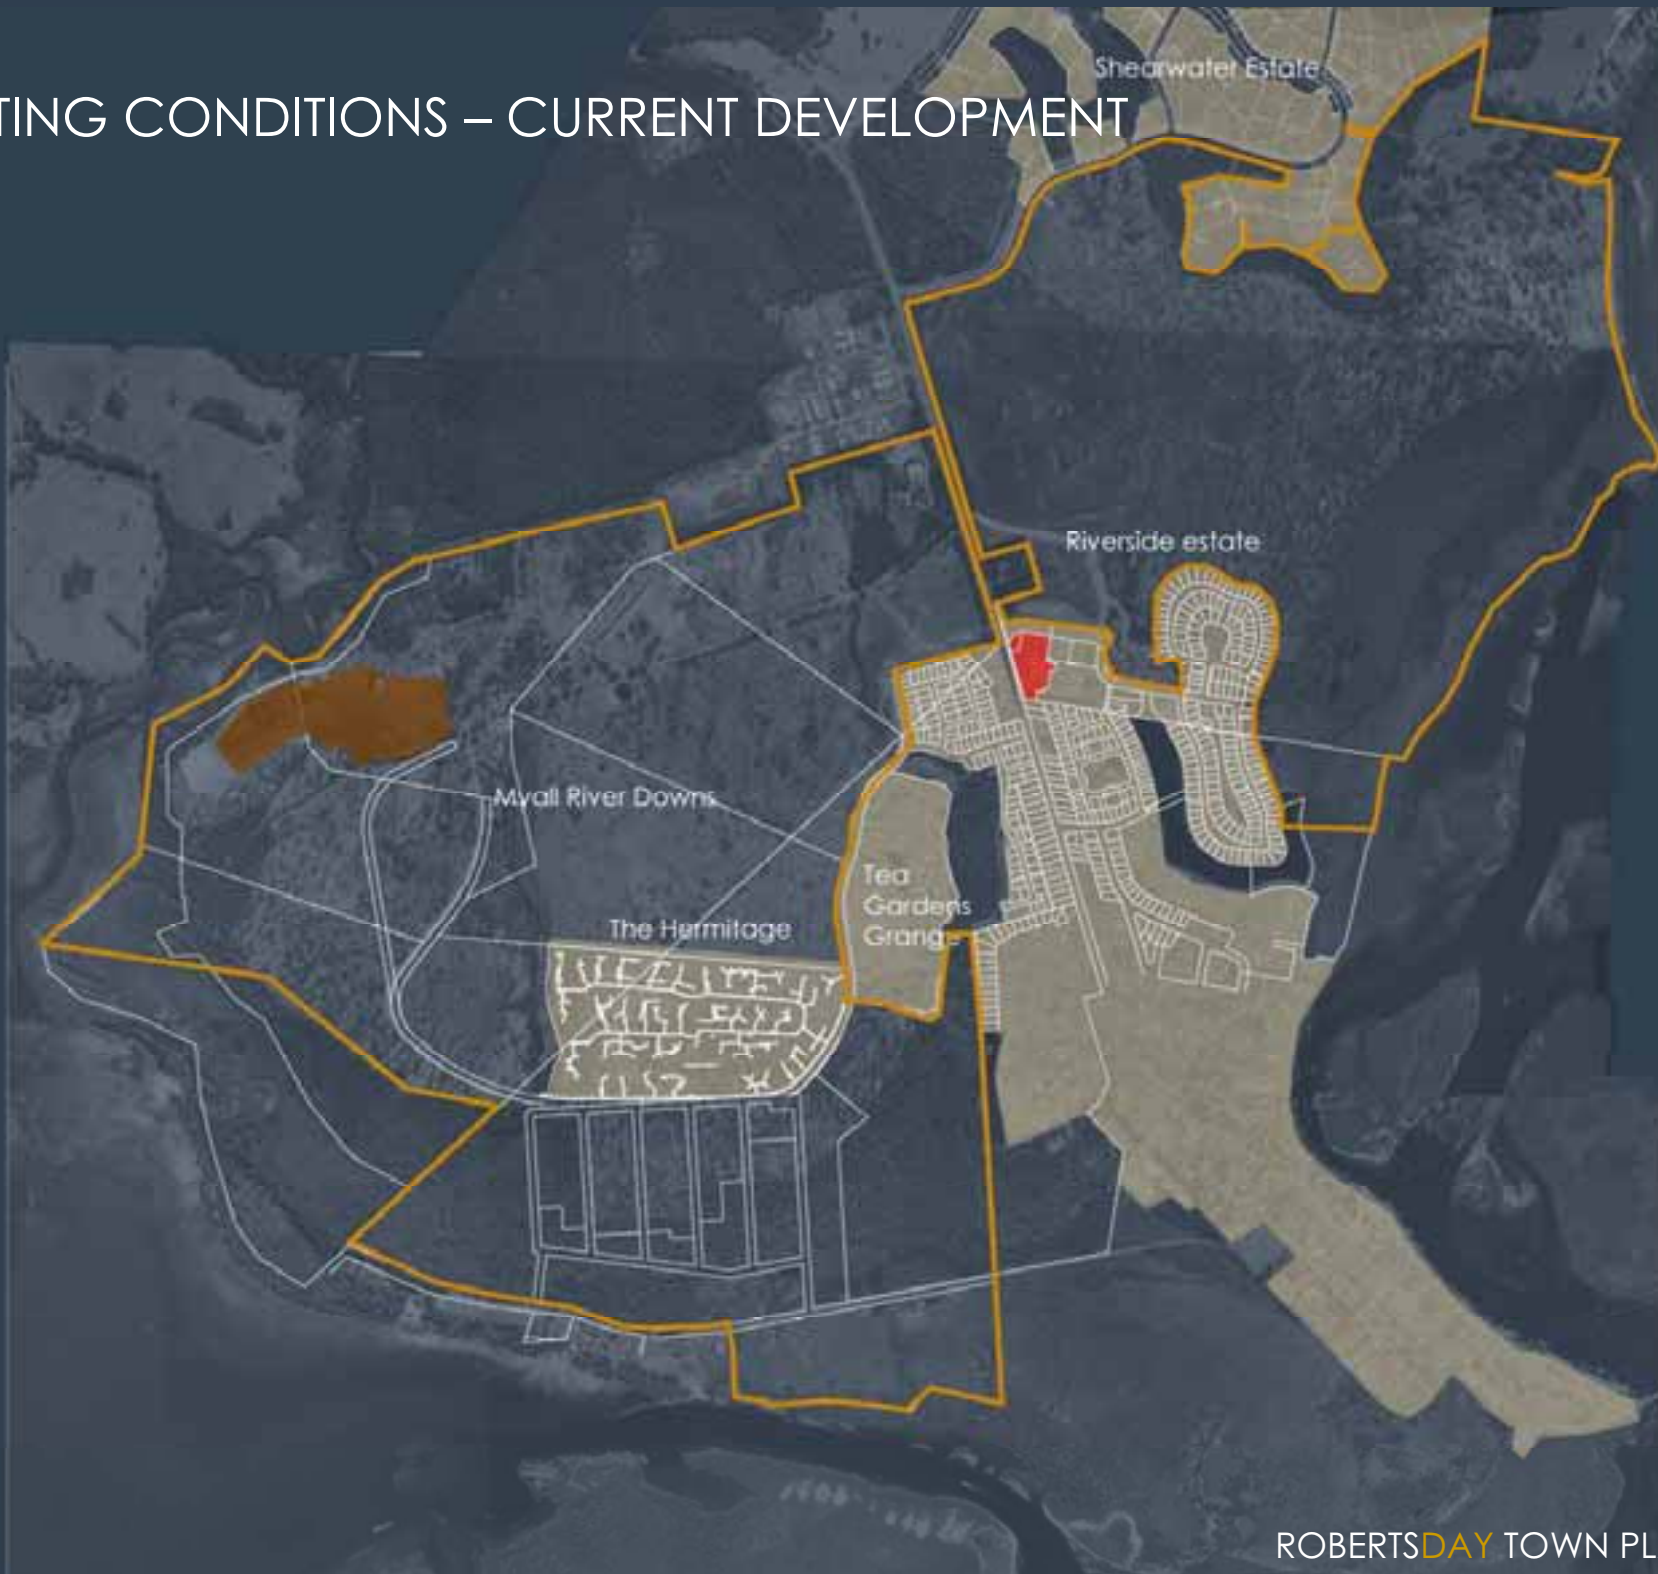 TING CONDITIONS – CURRENT DEVELOPMENT
Shearwater Estate
Riverside estate
Myall River Downs
Tea
Gardens
Grange
The Hermitage
ROBERTSDAY TOWN PL